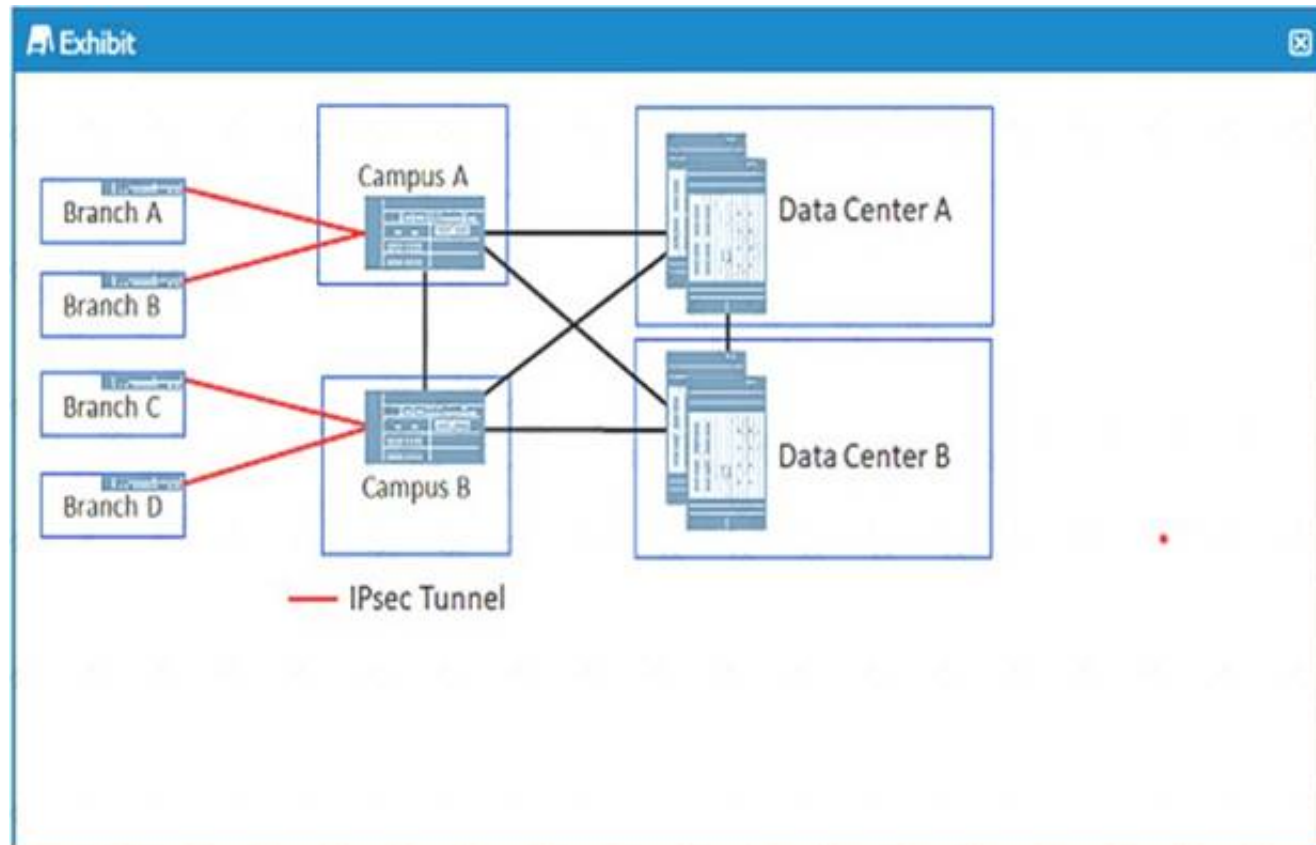 Exhibit
Campus A
Branch A
Data Center A
Branch B
Branch C
Data Center B
Campus B
Branch D
IPsec Tunnel